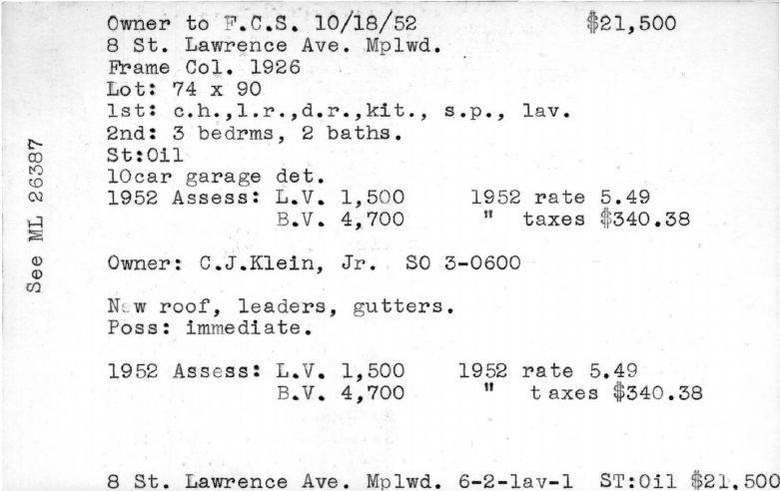 Owner to F.C.S. 10/18/52 $21,500
8 St. Lawrence Ave. Mplwd.
Frame Col. 1926
Lot: 74 x 90
1st: c.h.,l.r.,d.r.,kit., s.p., lav.
2nd: 3 bedrms, 2 baths.
St:Oil
10car garage det.
1952 Assess: L.V. 1,500 1952 rate 5.49
B.V. 4,700 " taxes $340.38
Owner: C.J.Klein, Jr. SO 3-0600
New roof, leaders, gutters.
Poss: immediate.
1952 Assess: L.V. 1,500 1952 rate 5.49
B.V. 4,700 " taxes $340.38
8 St. Lawrence Ave. Mplwd. 6-2-lav-1 ST:Oil $21,500
See ML 26387